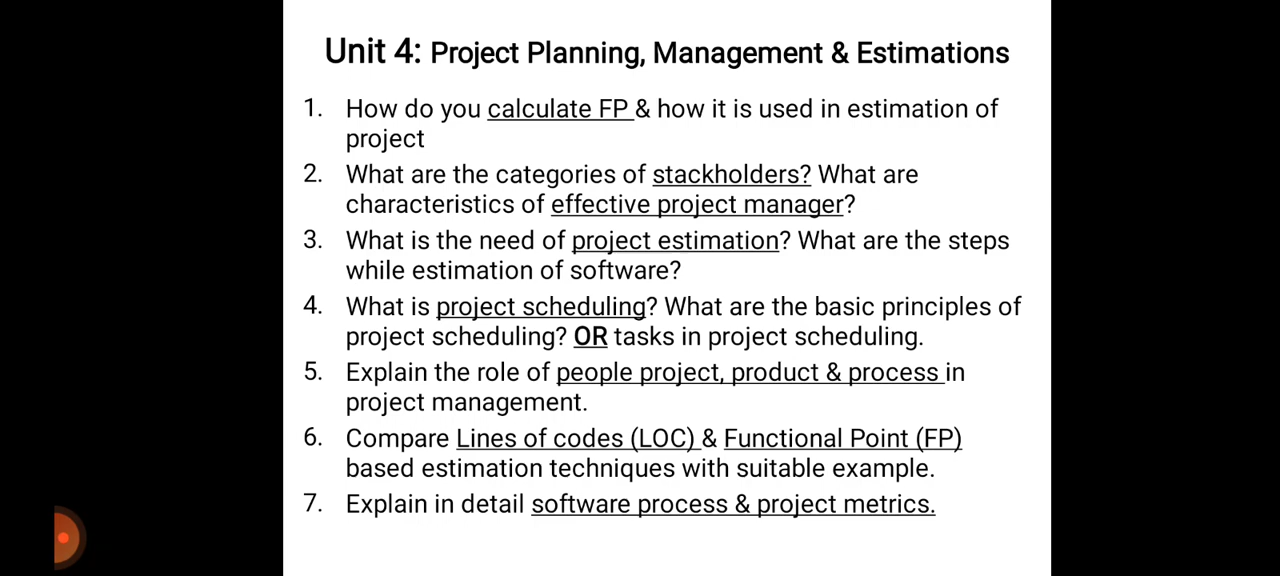 Unit 4: Project Planning, Management & Estimations
1. How do you calculate FP & how it is used in estimation of
project
2. What are the categories of stackholders? What are
characteristics of effective project manager?
3. What is the need of project estimation? What are the steps
while estimation of software?
4. What is project scheduling? What are the basic principles of
project scheduling? OR tasks in project scheduling.
5. Explain the role of people project, product & process in
project management.
6. Compare Lines of codes (LOC) & Functional Point (FP)
based estimation techniques with suitable example.
7. Explain in detail software process & project metrics.